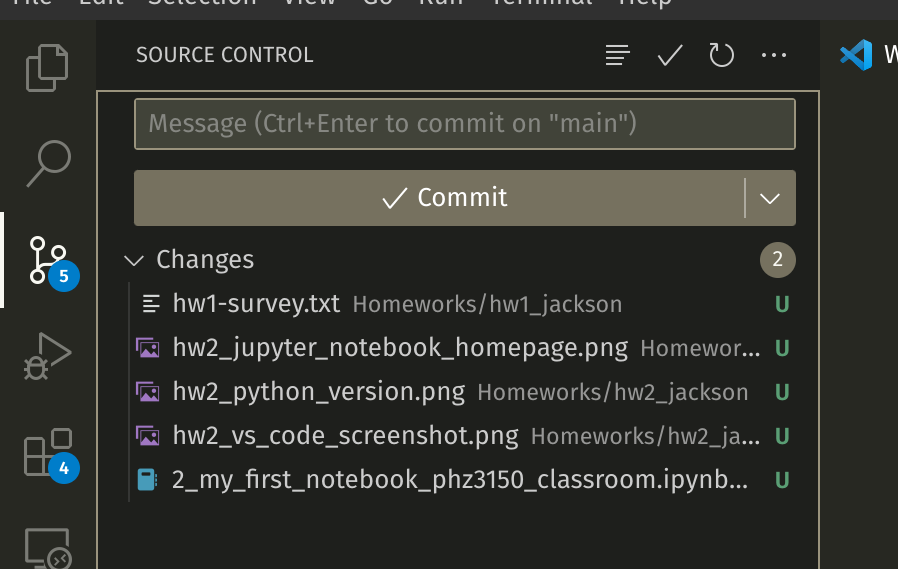 File Edit Selection View Go Run Terminal Help
SOURCE CONTROL
W
Message (Ctrl+Enter to commit on "main")
Commit
Changes
2
hw1-survey.txt Homeworks/hw1_jackson U
hw2_jupyter_notebook_homepage.png Homewor... U
hw2_python_version.png Homeworks/hw2_jackson U
hw2_vs_code_screenshot.png Homeworks/hw2_ja... U
2_my_first_notebook_phz3150_classroom.ipynb... U
5
4